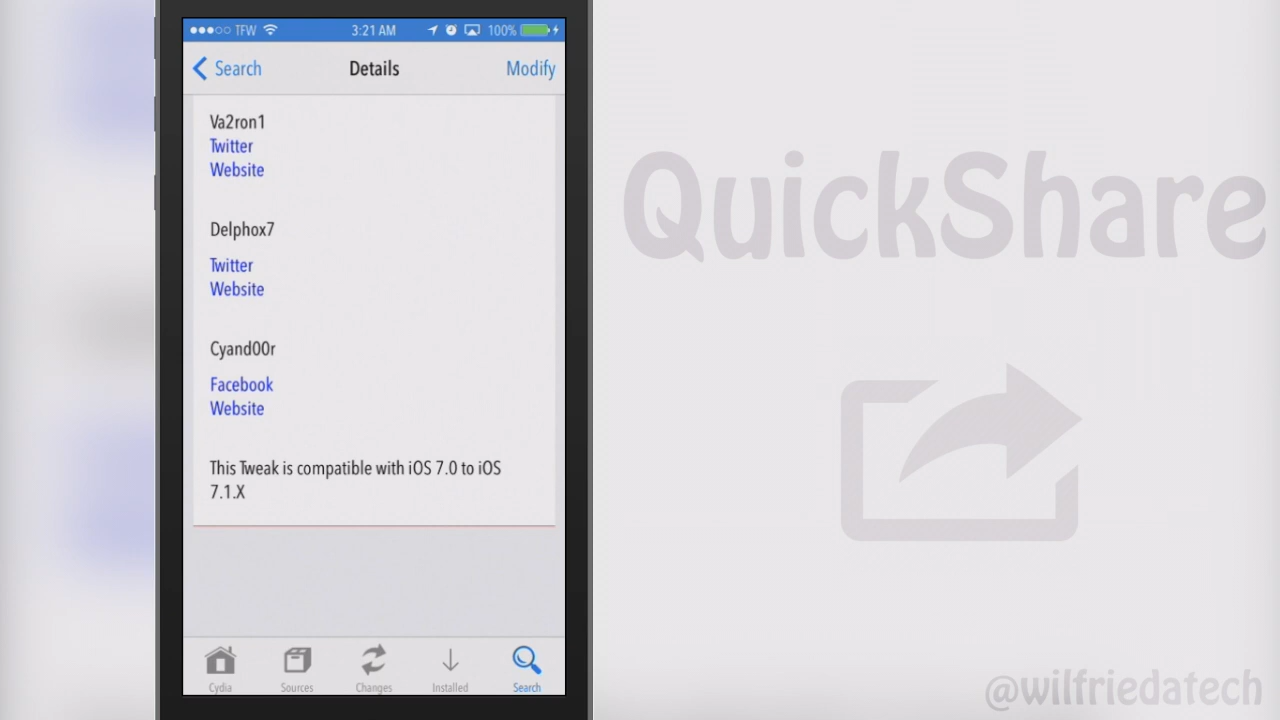 ●●●○○ TFW 3:21 AM 100%
Search Details Modify
Va2ron1
Twitter
Website
Delphox7
Twitter
Website
Cyand00r
Facebook
Website
This Tweak is compatible with iOS 7.0 to iOS
7.1.X
Cydia Sources Changes Installed Search
QuickShare
@wilfriedatech